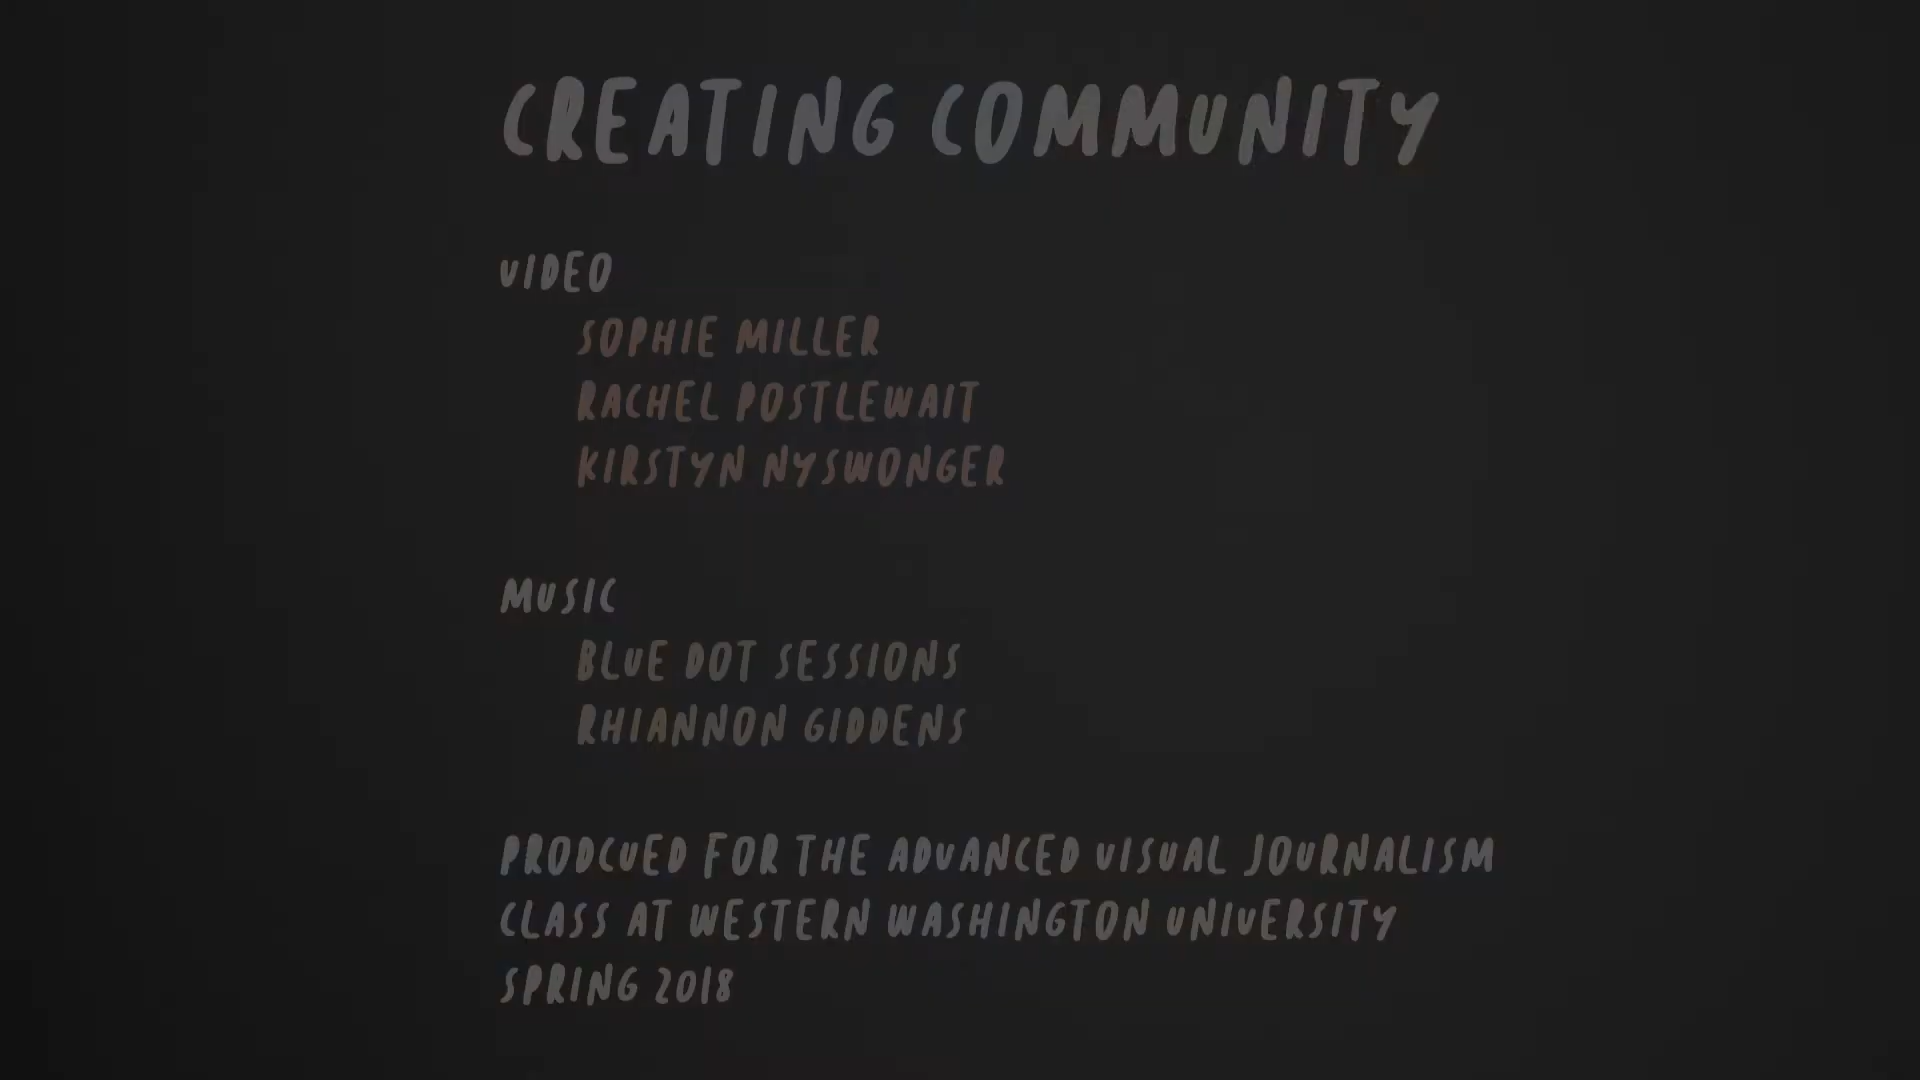 CREATING COMMUNITY
VIDEO
SOPHIE MILLER
RACHEL POSTLEWAIT
KIRSTYN NYSWONGER
MUSIC
BLUE DOT SESSIONS
RHIANNON GIDDENS
PRODCUED FOR THE ADVANCED VISUAL JOURNALISM
CLASS AT WESTERN WASHINGTON UNIVERSITY
SPRING 2018